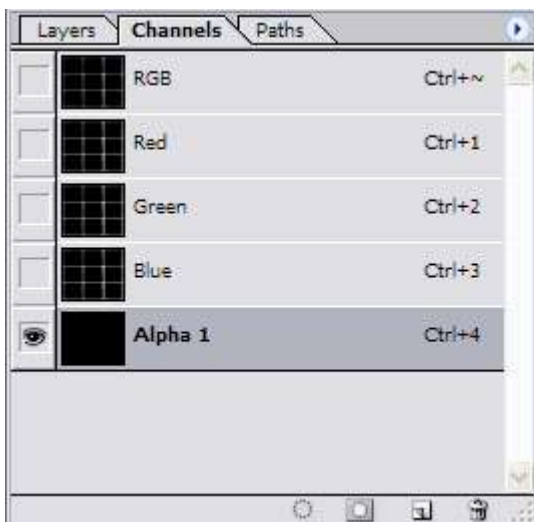 Layers Channels Paths
RGB Ctrl+~
Red Ctrl+1
Green Ctrl+2
Blue Ctrl+3
Alpha 1 Ctrl+4